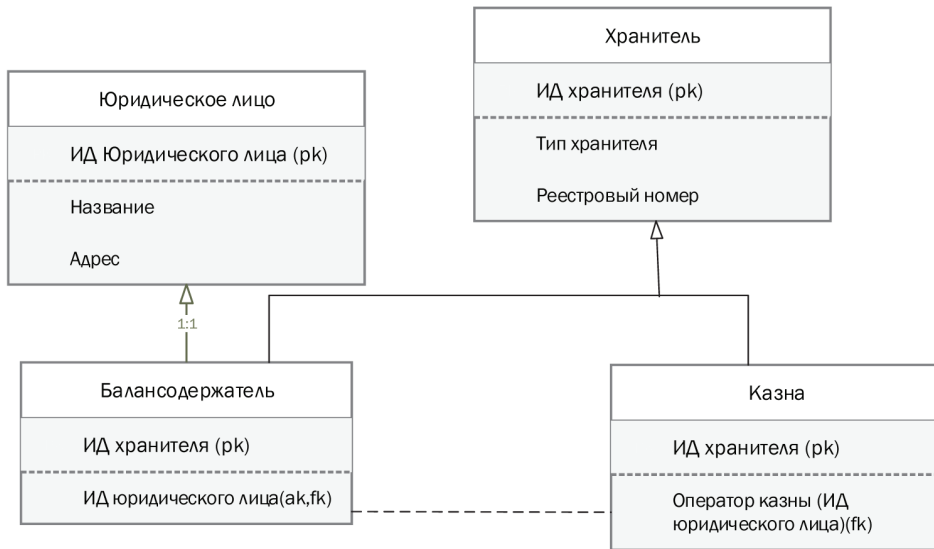 Хранитель
ИД хранителя (pk)
Тип хранителя
Реестровый номер
Юридическое лицо
ИД Юридического лица (pk)
Название
Адрес
1:1
Балансодержатель
ИД хранителя (pk)
ИД юридического лица(ak,fk)
Казна
ИД хранителя (pk)
Оператор казны (ИД
юридического лица)(fk)